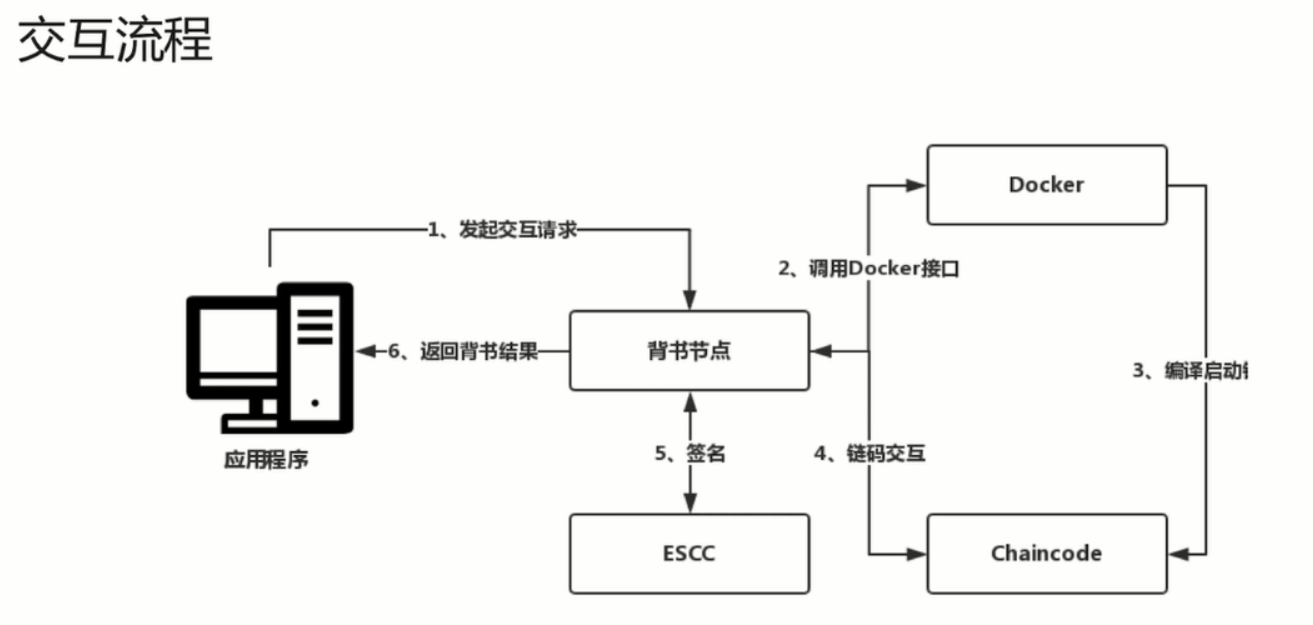 交互流程
Docker
1、发起交互请求
2、调用Docker接口
6、返回背书结果
背书节点
3、编译启动
应用程序
5、签名
4、链码交互
ESCC
Chaincode